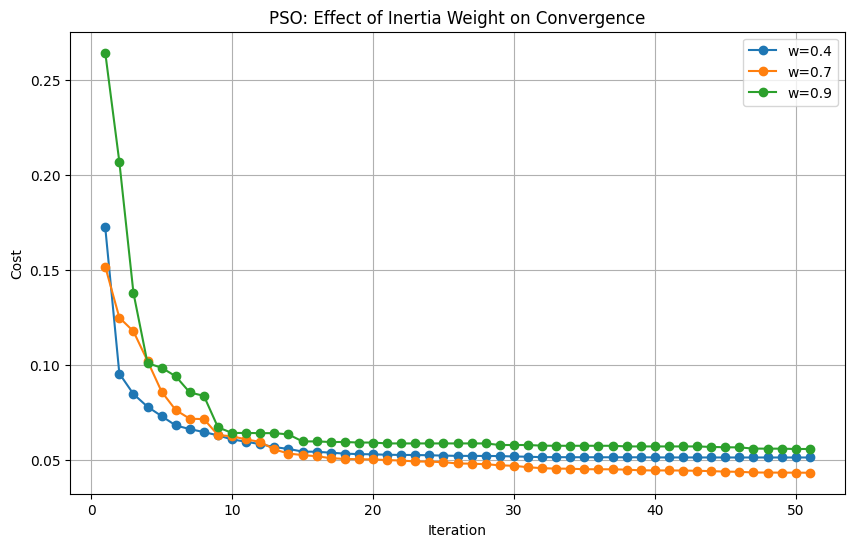 PSO: Effect of Inertia Weight on Convergence
w=0.4
w=0.7
w=0.9
0.25
0.20
0.15
0.10
0.05
Cost
0 10 20 30 40 50
Iteration